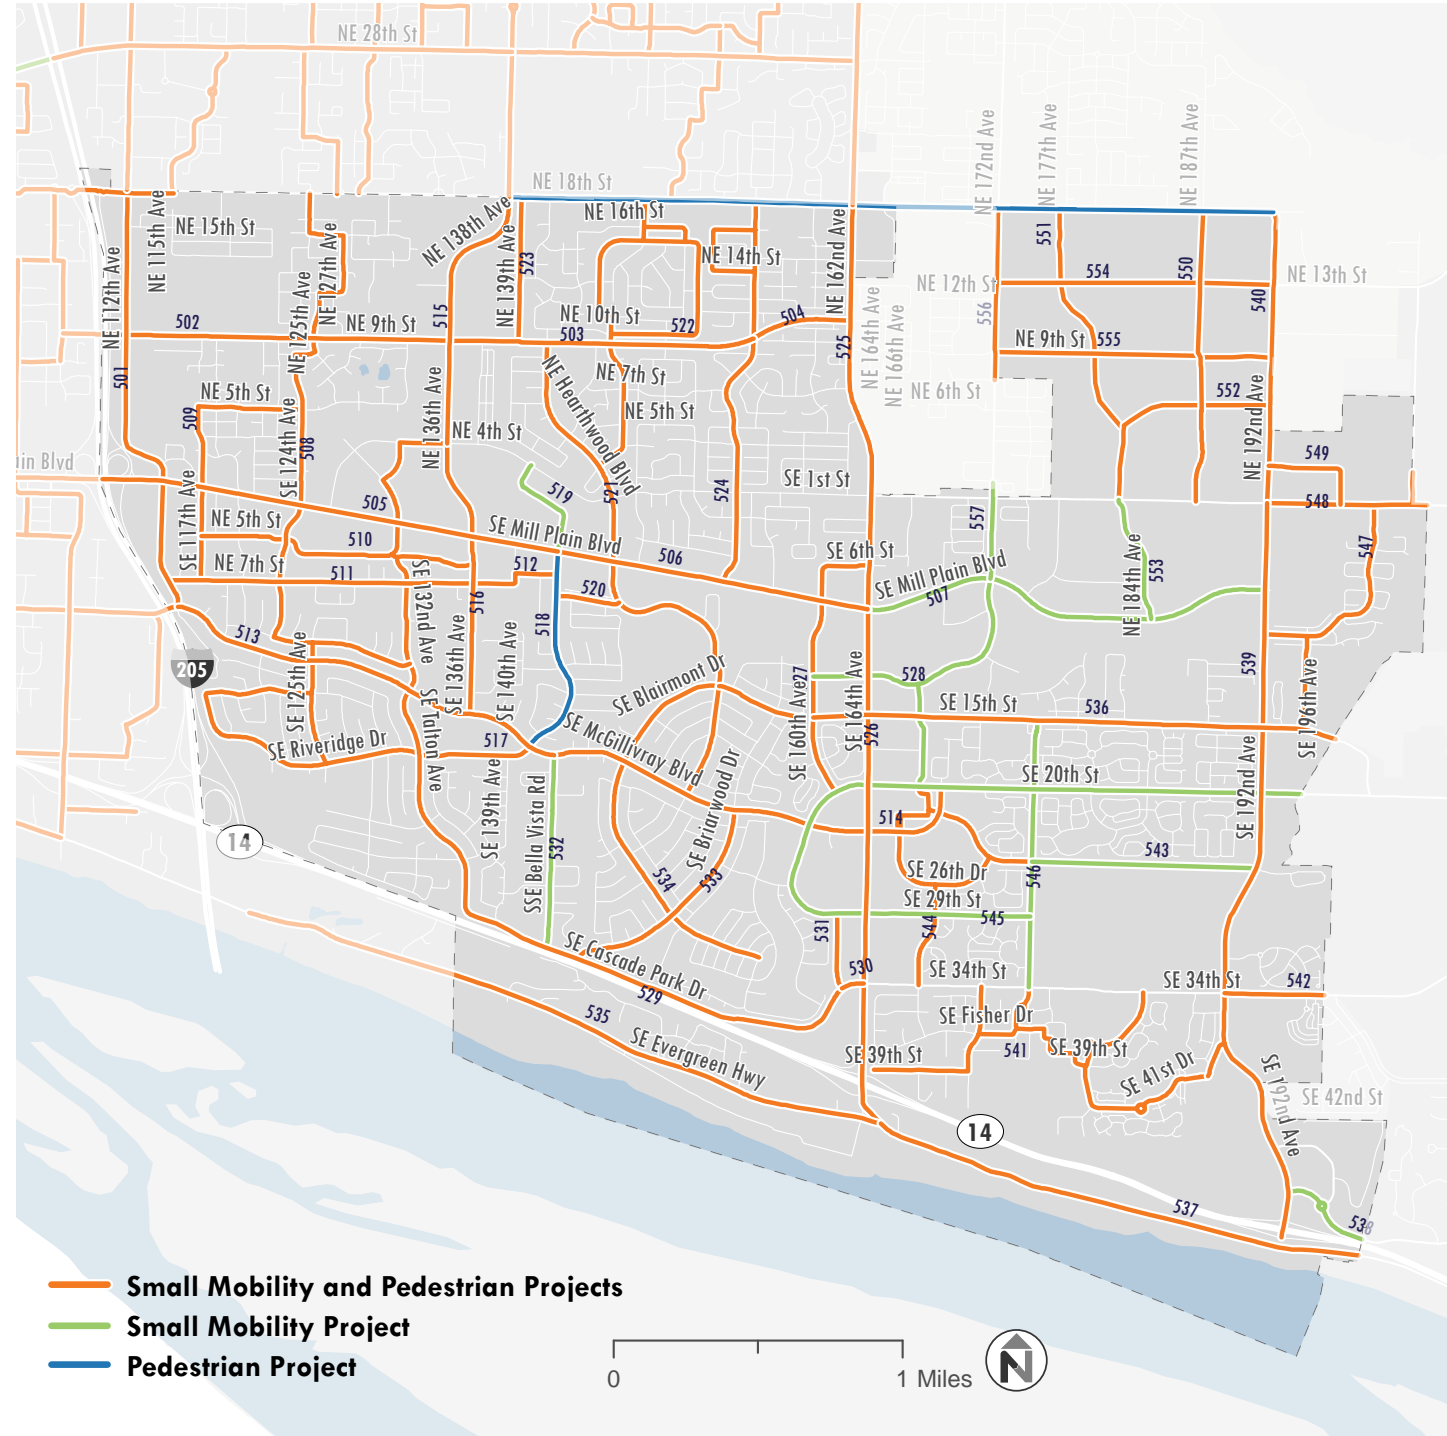 NE 28th St
NE 172nd Ave
NE 177th Ave
NE 187th Ave
NE 18th St
NE 16th St
NE 115th Ave
NE 15th St
NE 138th Ave
NE 139th Ave
523
NE 14th St
NE 162nd Ave
551
NE 127th Ave
NE 112th Ave
NE 125th Ave
NE 12th St
554
550
NE 13th St
540
556
NE 164th Ave
NE 166th Ave
502
NE 9th St
515
NE 10th St
503
522
504
525
NE 9th St
555
501
NE 5th St
509
NE 124th Ave
508
NE 136th Ave
NE 4th St
NE Hearthwood Blvd
NE 7th St
NE 5th St
NE 6th St
552
NE 192nd Ave
549
548
in Blvd
505
519
521
524
SE 1st St
557
SE 117th Ave
NE 5th St
510
SE Mill Plain Blvd
506
SE 6th St
SE Mill Plain Blvd
507
NE 184th Ave
553
547
NE 7th St
511
512
520
SE 132nd Ave
516
518
513
205
SE 125th Ave
SE 136th Ave
SE 140th Ave
SE Blairmont Dr
27
528
539
SE 196th Ave
SE Talton Ave
SE 160th Ave
SE 164th Ave
526
SE 15th St
536
SE Riveridge Dr
517
SE McGillivray Blvd
SE Briarwood Dr
SE 20th St
SE 192nd Ave
14
SE 139th Ave
SSE Bella Vista Rd
532
514
543
534
533
SE 26th Dr
546
SE 29th St
545
544
531
530
SE Cascade Park Dr
529
SE 34th St
SE 34th St
542
535
SE Evergreen Hwy
SE Fisher Dr
541
SE 39th St
SE 39th St
SE 41st Dr
SE 192nd Ave
SE 42nd St
14
537
538
Small Mobility and Pedestrian Projects
Small Mobility Project
Pedestrian Project
0
1 Miles
N